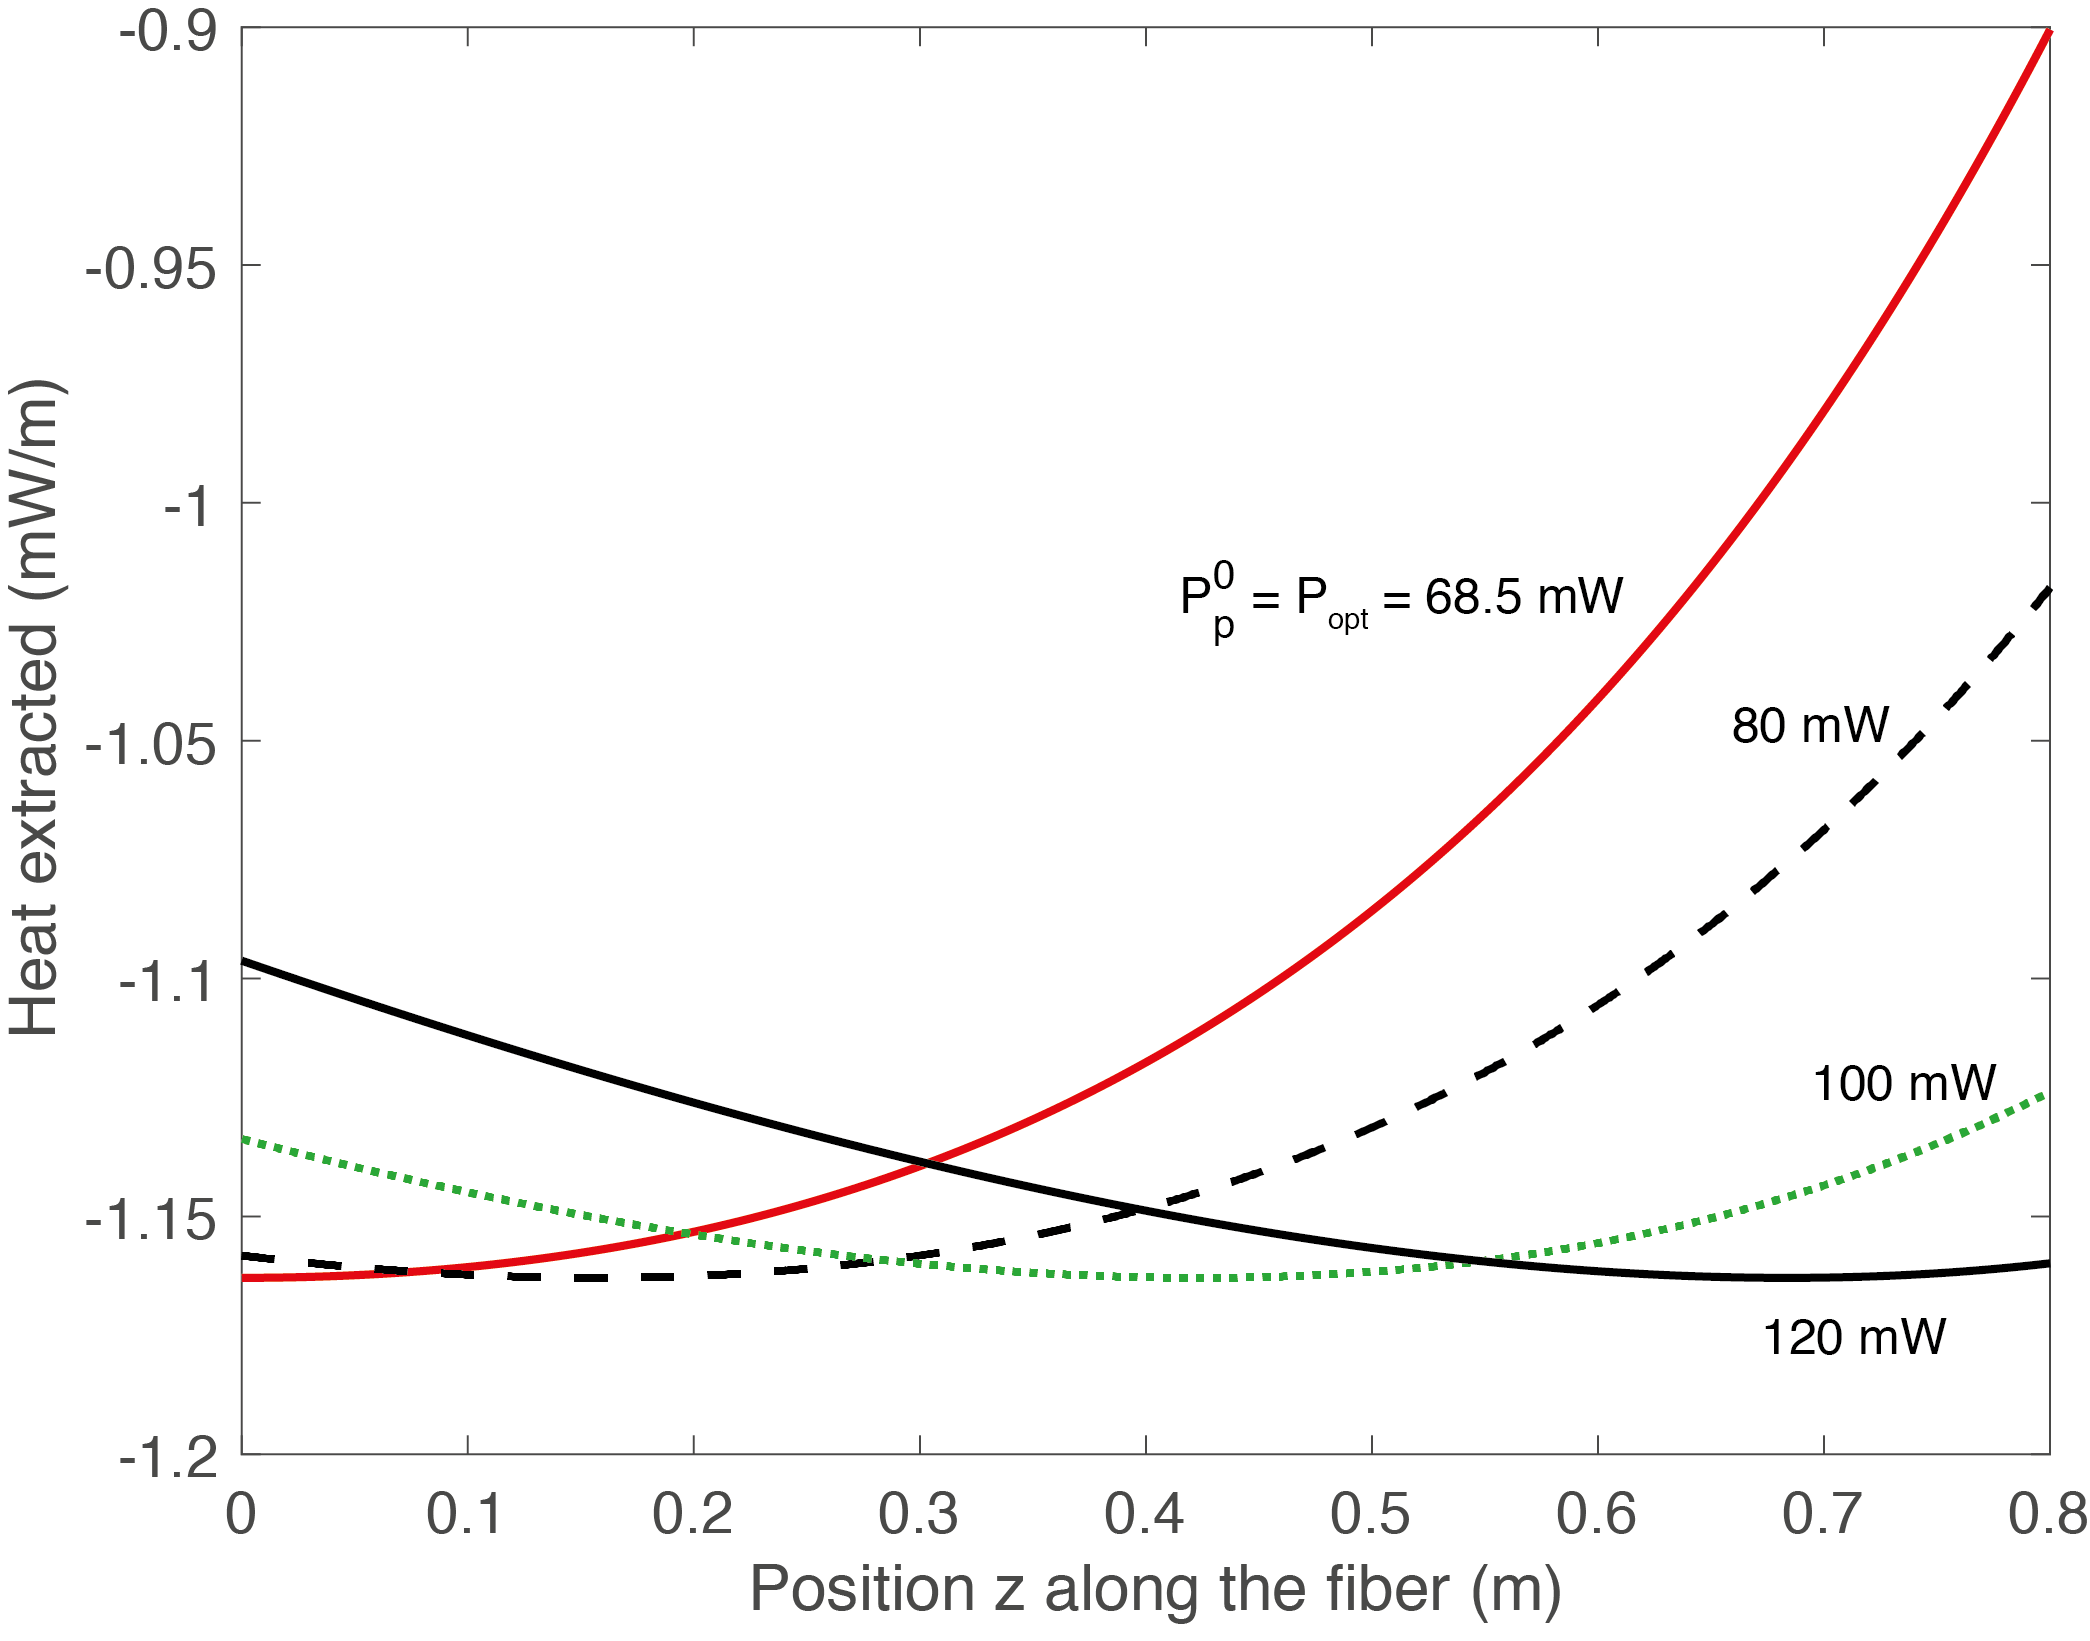 -0.9
-0.95
-1
-1.05
-1.1
-1.15
-1.2
Heat extracted (mW/m)
P⁰ₚ = Pₒₚₜ = 68.5 mW
80 mW
100 mW
120 mW
0 0.1 0.2 0.3 0.4 0.5 0.6 0.7 0.8
Position z along the fiber (m)